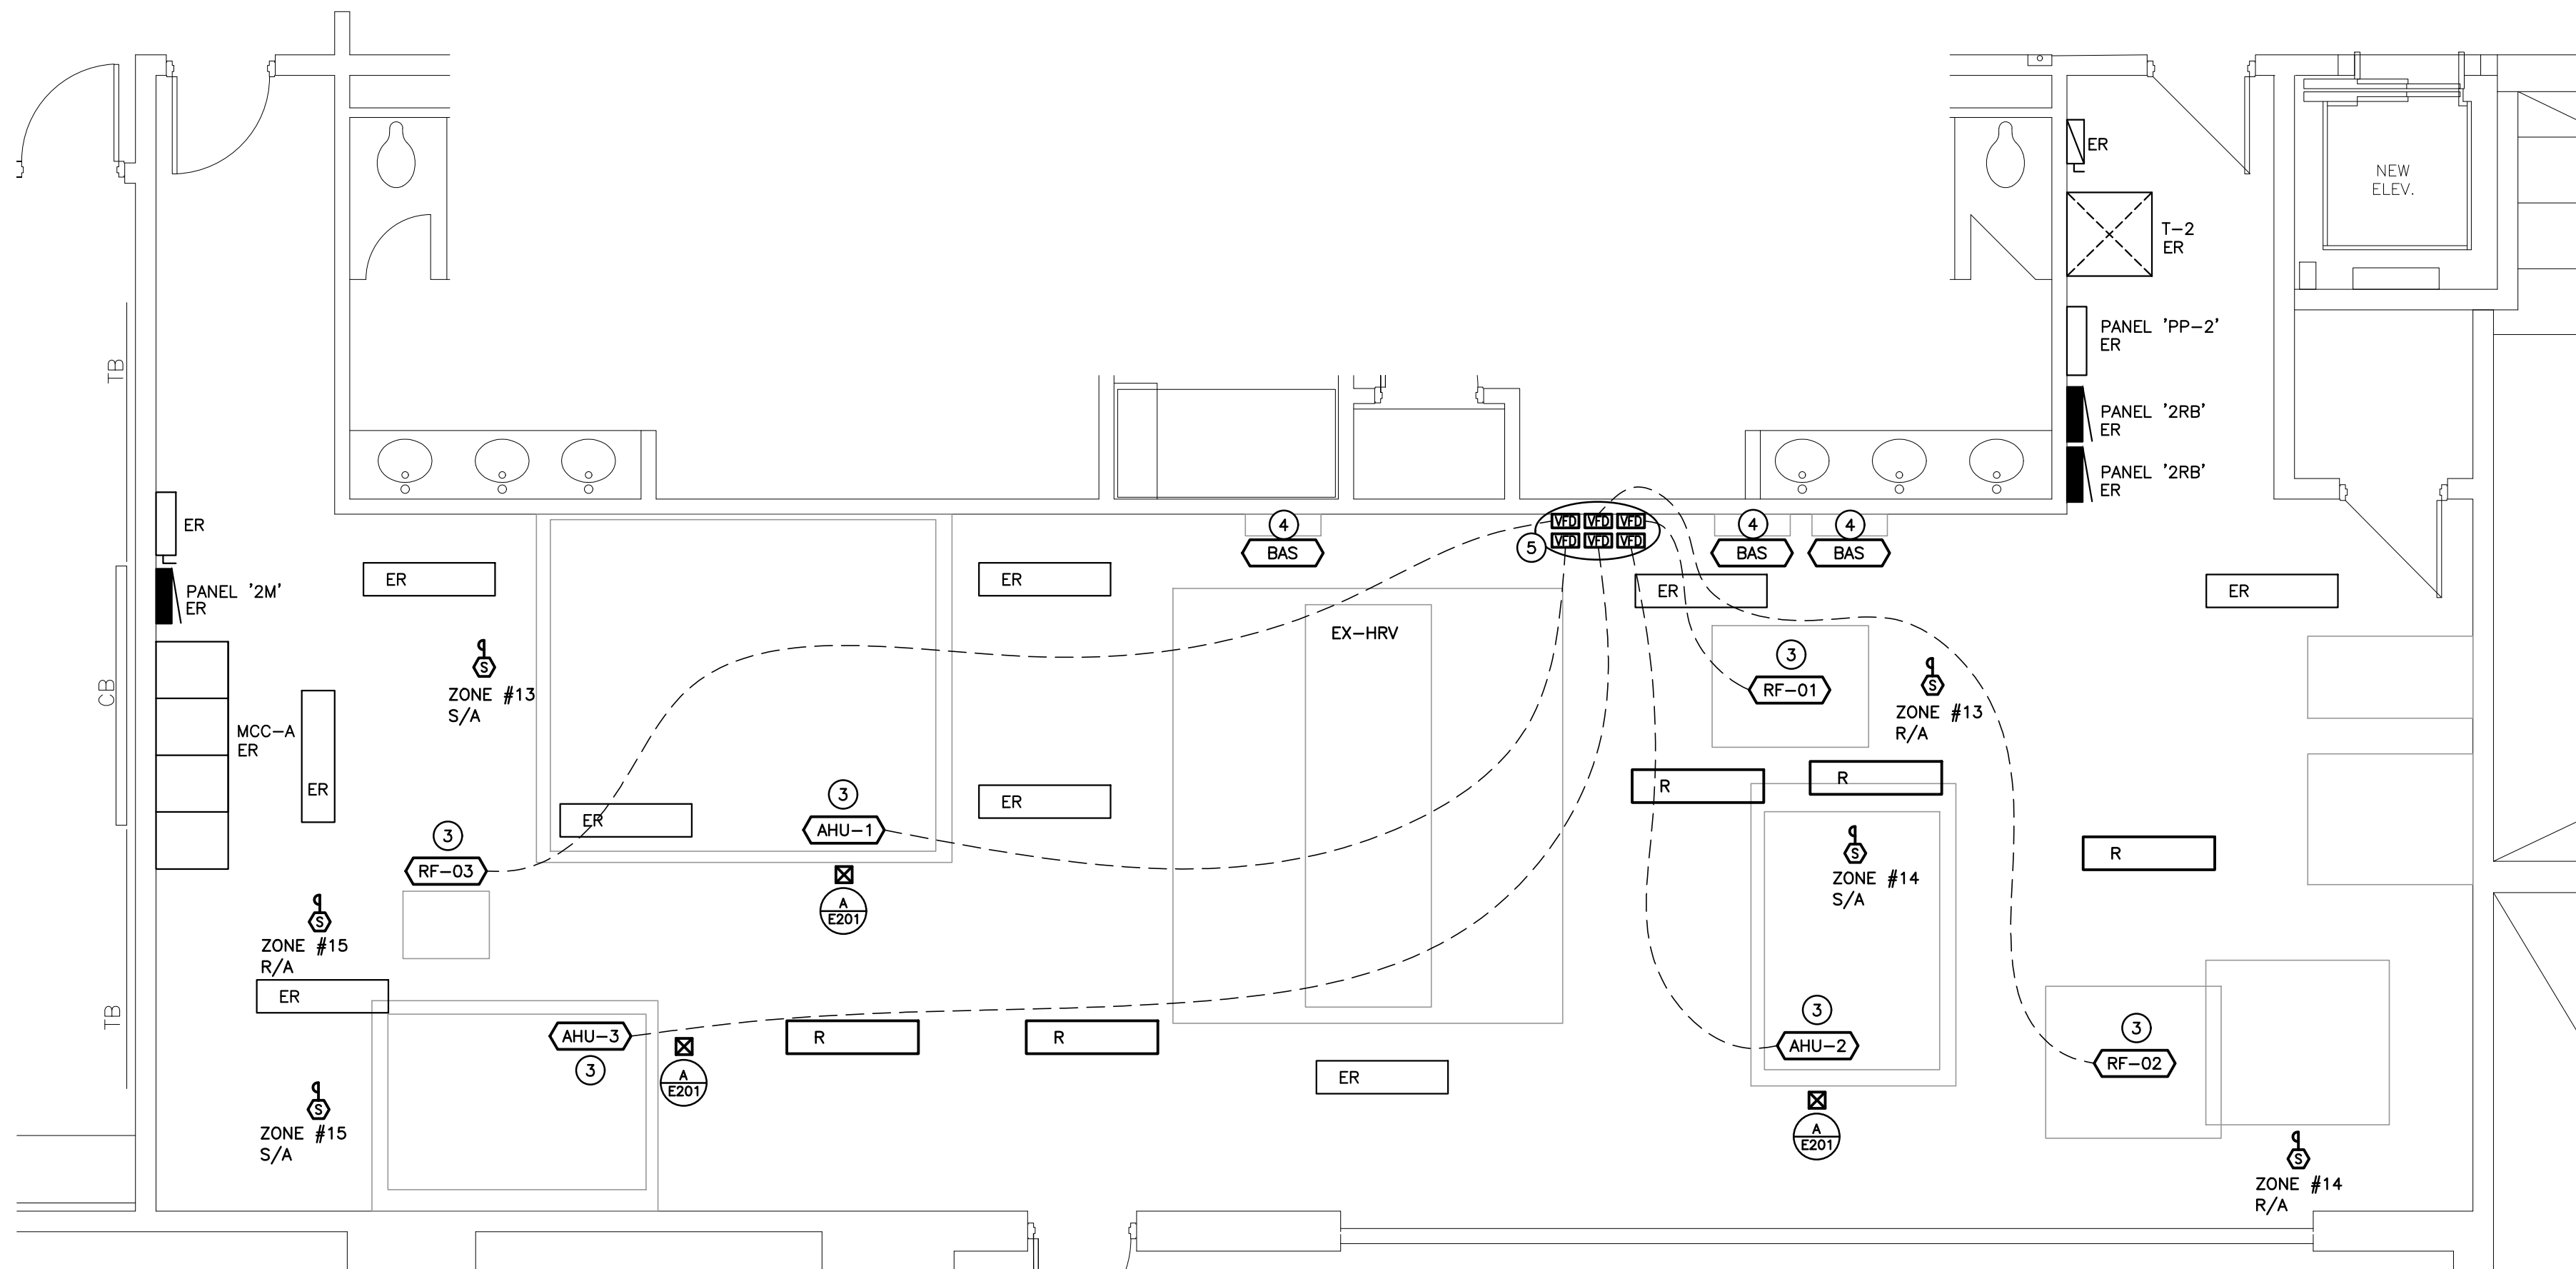 ER
NEW
ELEV.
T-2
ER
PANEL 'PP-2'
ER
TB
PANEL '2RB'
ER
PANEL '2RB'
ER
ER
4
BAS
VFD VFD VFD
VFD VFD VFD
5
4
BAS
4
BAS
PANEL '2M'
ER
ER
ER
ER
ER
EX-HRV
3
RF-01
ZONE #13
S/A
ZONE #13
R/A
CB
MCC-A
ER
ER
ER
3
AHU-1
ER
R
R
R
3
RF-03
A
E201
ZONE #14
S/A
ZONE #15
R/A
ER
TB
AHU-3
3
A
E201
R
R
ER
3
AHU-2
3
RF-02
A
E201
ZONE #15
S/A
ZONE #14
R/A
S
S
S
S
S
S